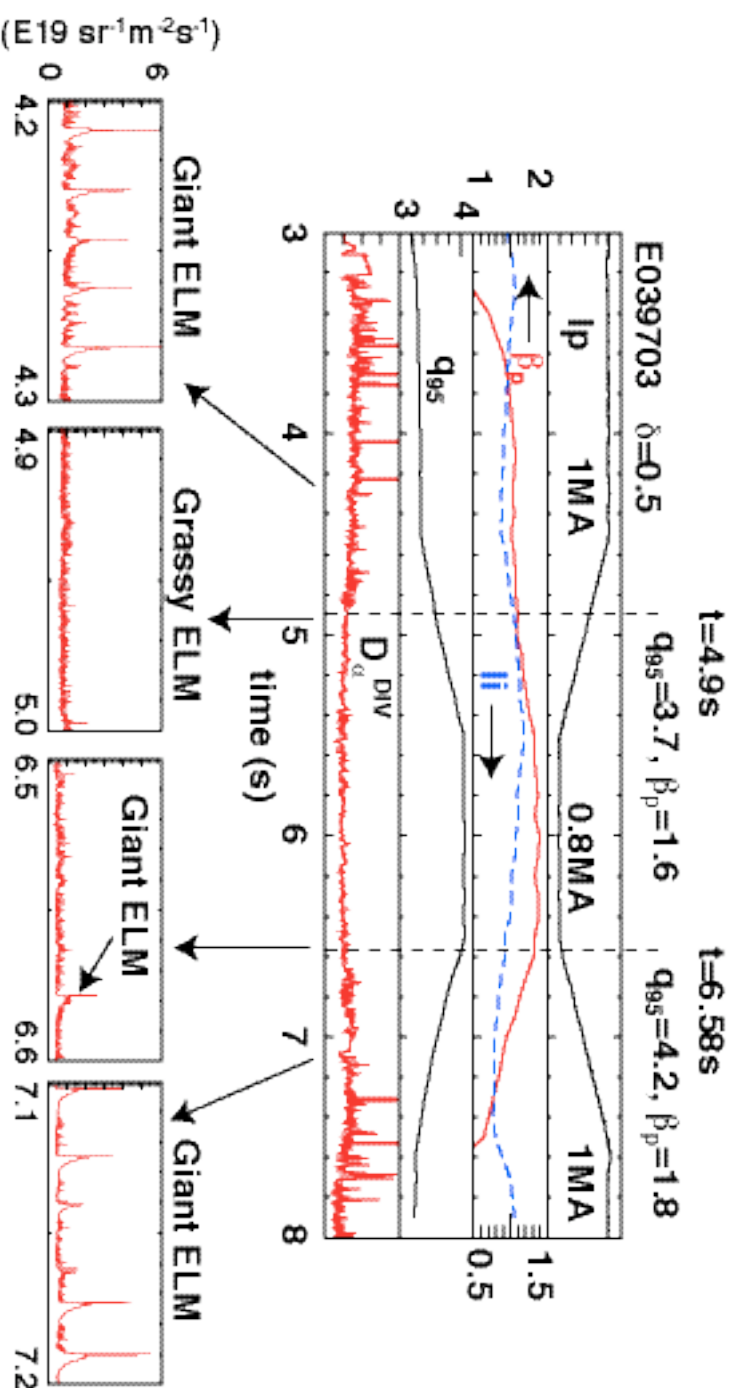 E039703 δ=0.5
t=4.9s
q95=3.7, βp=1.6
t=6.58s
q95=4.2, βp=1.8
Ip
1MA
0.8MA
1MA
2
1
βp
li
1.5
0.5
4
3
q95
Dα DIV
3
4
5
6
7
8
time (s)
Giant ELM
Grassy ELM
Giant ELM
Giant ELM
(E19 sr-1m-2s-1)
6
0
4.2
4.3
4.9
5.0
6.5
6.6
7.1
7.2